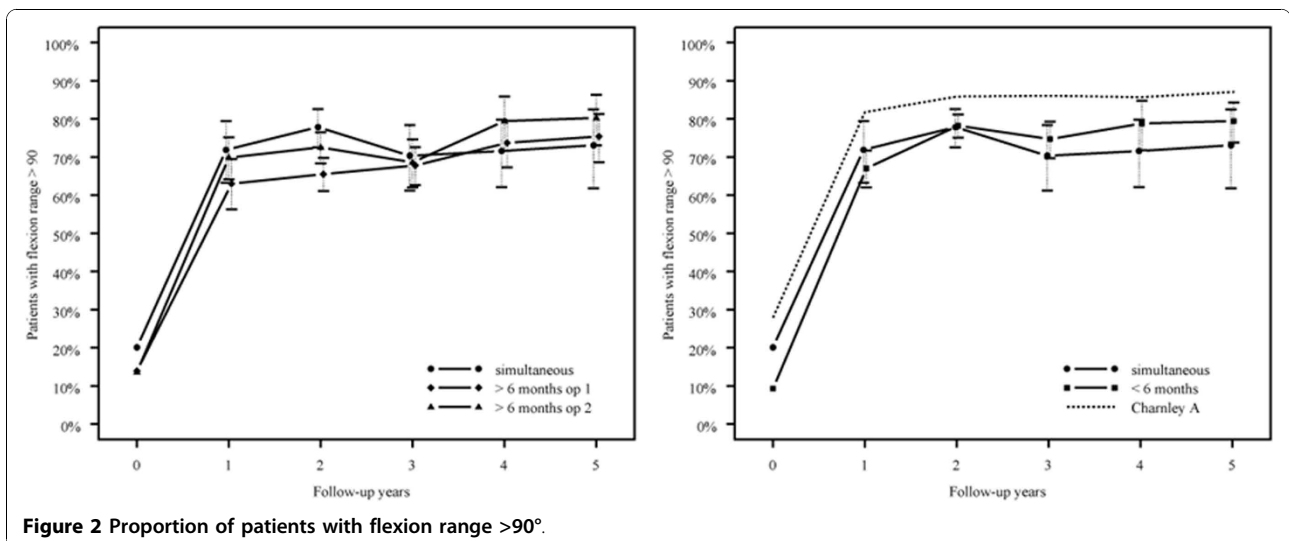 100%
90%
80%
70%
60%
50%
40%
30%
20%
10%
0%
Patients with flexion range > 90
simultaneous
> 6 months op 1
> 6 months op 2
0 1 2 3 4 5
Follow-up years
100%
90%
80%
70%
60%
50%
40%
30%
20%
10%
0%
Patients with flexion range > 90
simultaneous
< 6 months
Charnley A
0 1 2 3 4 5
Follow-up years
Figure 2 Proportion of patients with flexion range >90°.